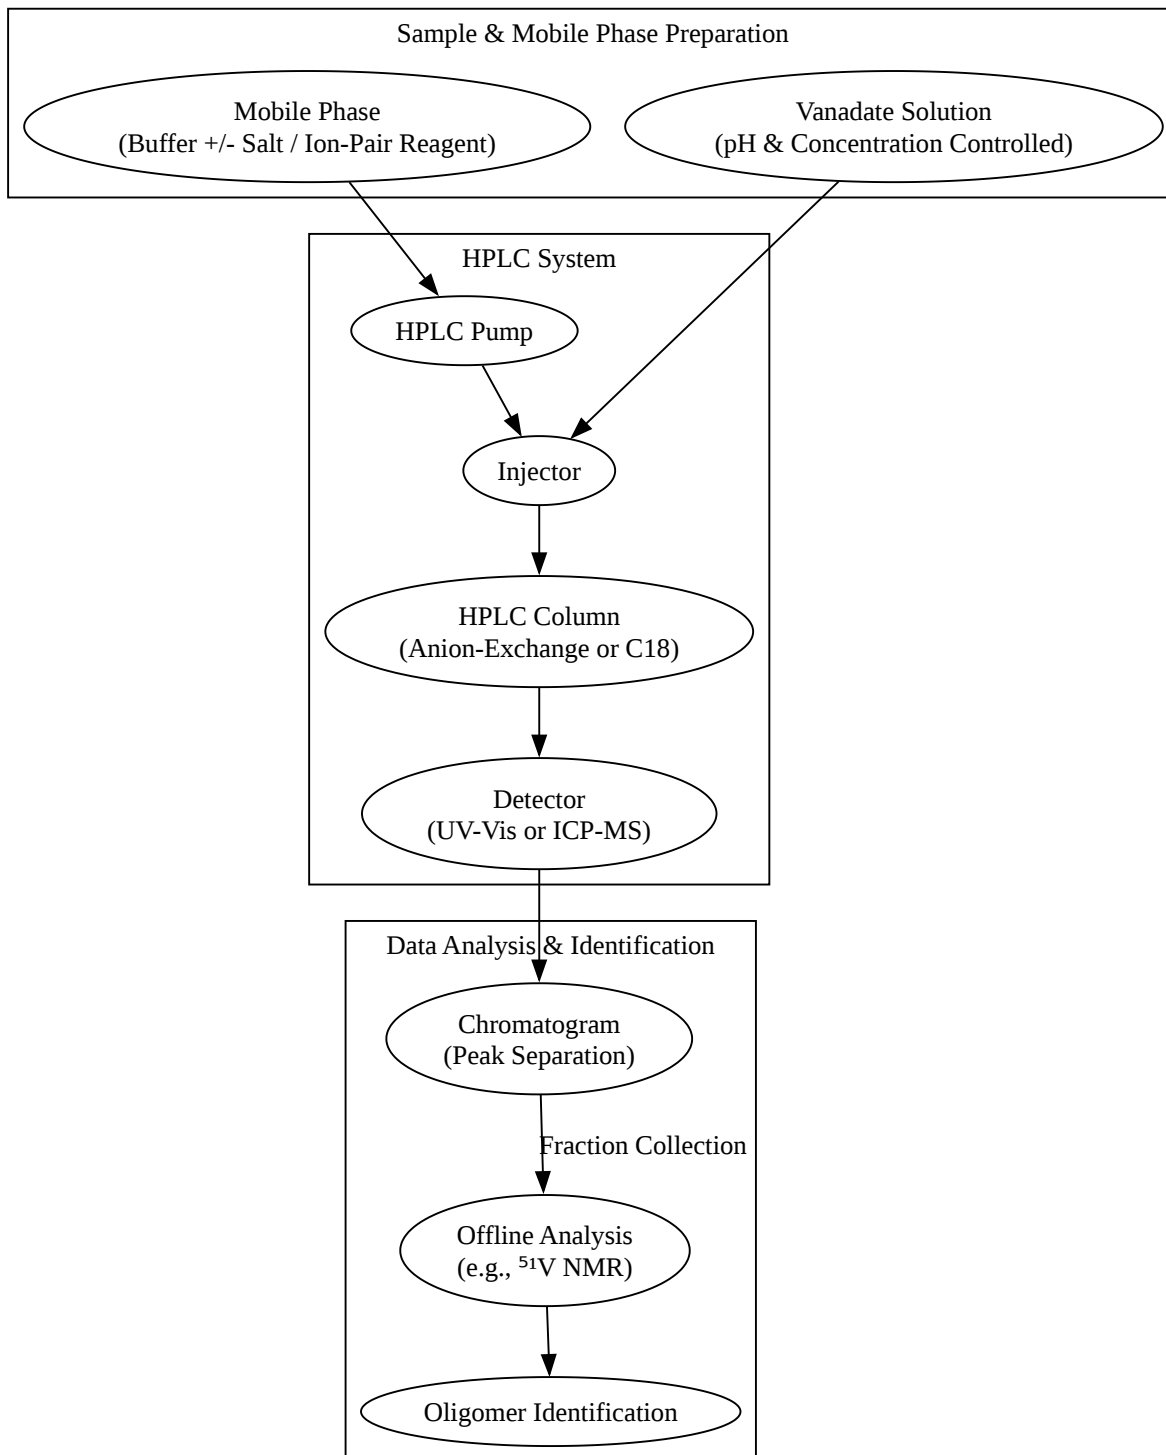 Sample & Mobile Phase Preparation
Mobile Phase
(Buffer +/- Salt / Ion-Pair Reagent)
Vanadate Solution
(pH & Concentration Controlled)
HPLC System
HPLC Pump
Injector
HPLC Column
(Anion-Exchange or C18)
Detector
(UV-Vis or ICP-MS)
Data Analysis & Identification
Chromatogram
(Peak Separation)
Fraction Collection
Offline Analysis
(e.g., ⁵¹V NMR)
Oligomer Identification